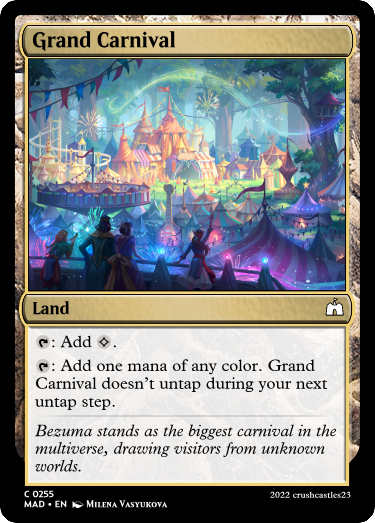 Grand Carnival
Land
: Add .
: Add one mana of any color. Grand
Carnival doesn't untap during your next
untap step.
Bezuma stands as the biggest carnival in the
multiverse, drawing visitors from unknown
worlds.
C 0255
MAD • EN Milena Vasyukova
2022 crushcastles23